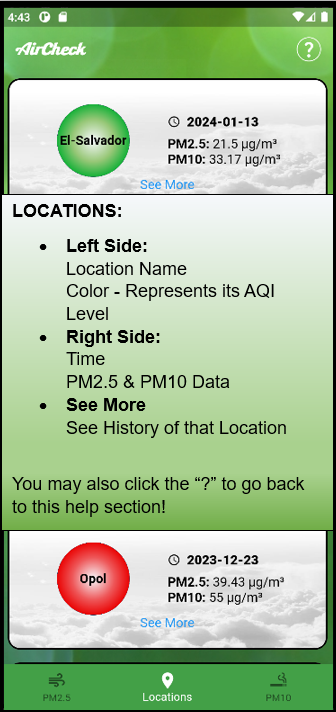 4:43
AirCheck
?
El-Salvador
2024-01-13
PM2.5: 21.5 µg/m³
PM10: 33.17 µg/m³
See More
LOCATIONS:
• Left Side:
Location Name
Color - Represents its AQI
Level
• Right Side:
Time
PM2.5 & PM10 Data
• See More
See History of that Location
You may also click the “?” to go back
to this help section!
Opol
2023-12-23
PM2.5: 39.43 µg/m³
PM10: 55 µg/m³
See More
PM2.5
Locations
PM10